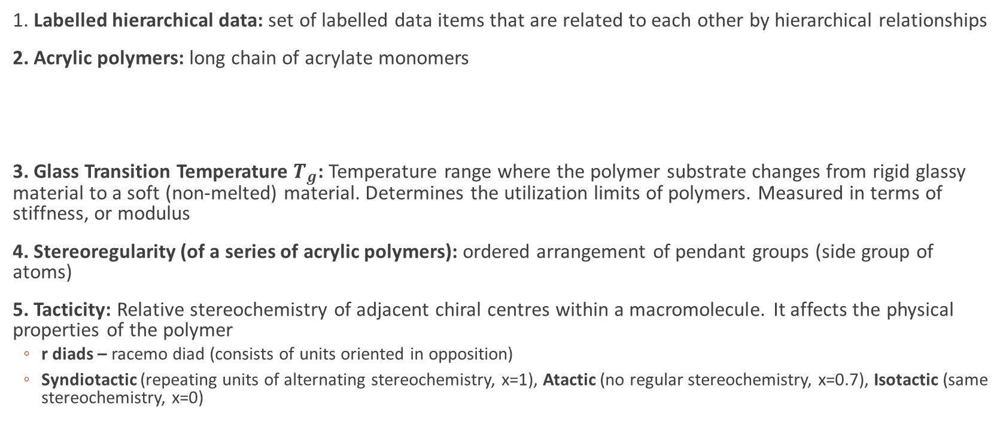 1. Labelled hierarchical data: set of labelled data items that are related to each other by hierarchical relationships
2. Acrylic polymers: long chain of acrylate monomers
3. Glass Transition Temperature T_g: Temperature range where the polymer substrate changes from rigid glassy
material to a soft (non-melted) material. Determines the utilization limits of polymers. Measured in terms of
stiffness, or modulus
4. Stereoregularity (of a series of acrylic polymers): ordered arrangement of pendant groups (side group of
atoms)
5. Tacticity: Relative stereochemistry of adjacent chiral centres within a macromolecule. It affects the physical
properties of the polymer
◦ r diads – racemo diad (consists of units oriented in opposition)
◦ Syndiotactic (repeating units of alternating stereochemistry, x=1), Atactic (no regular stereochemistry, x=0.7), Isotactic (same
stereochemistry, x=0)